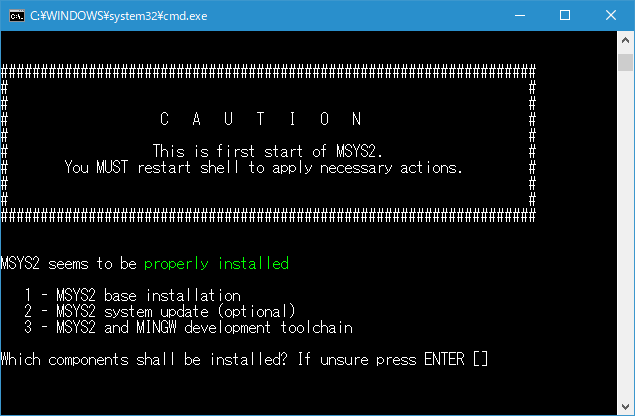 C:¥WINDOWS¥system32¥cmd.exe
###################################################################
# #
# #
# C A U T I O N #
# #
# This is first start of MSYS2. #
# You MUST restart shell to apply necessary actions. #
# #
# #
###################################################################
MSYS2 seems to be properly installed
1 - MSYS2 base installation
2 - MSYS2 system update (optional)
3 - MSYS2 and MINGW development toolchain
Which components shall be installed? If unsure press ENTER []